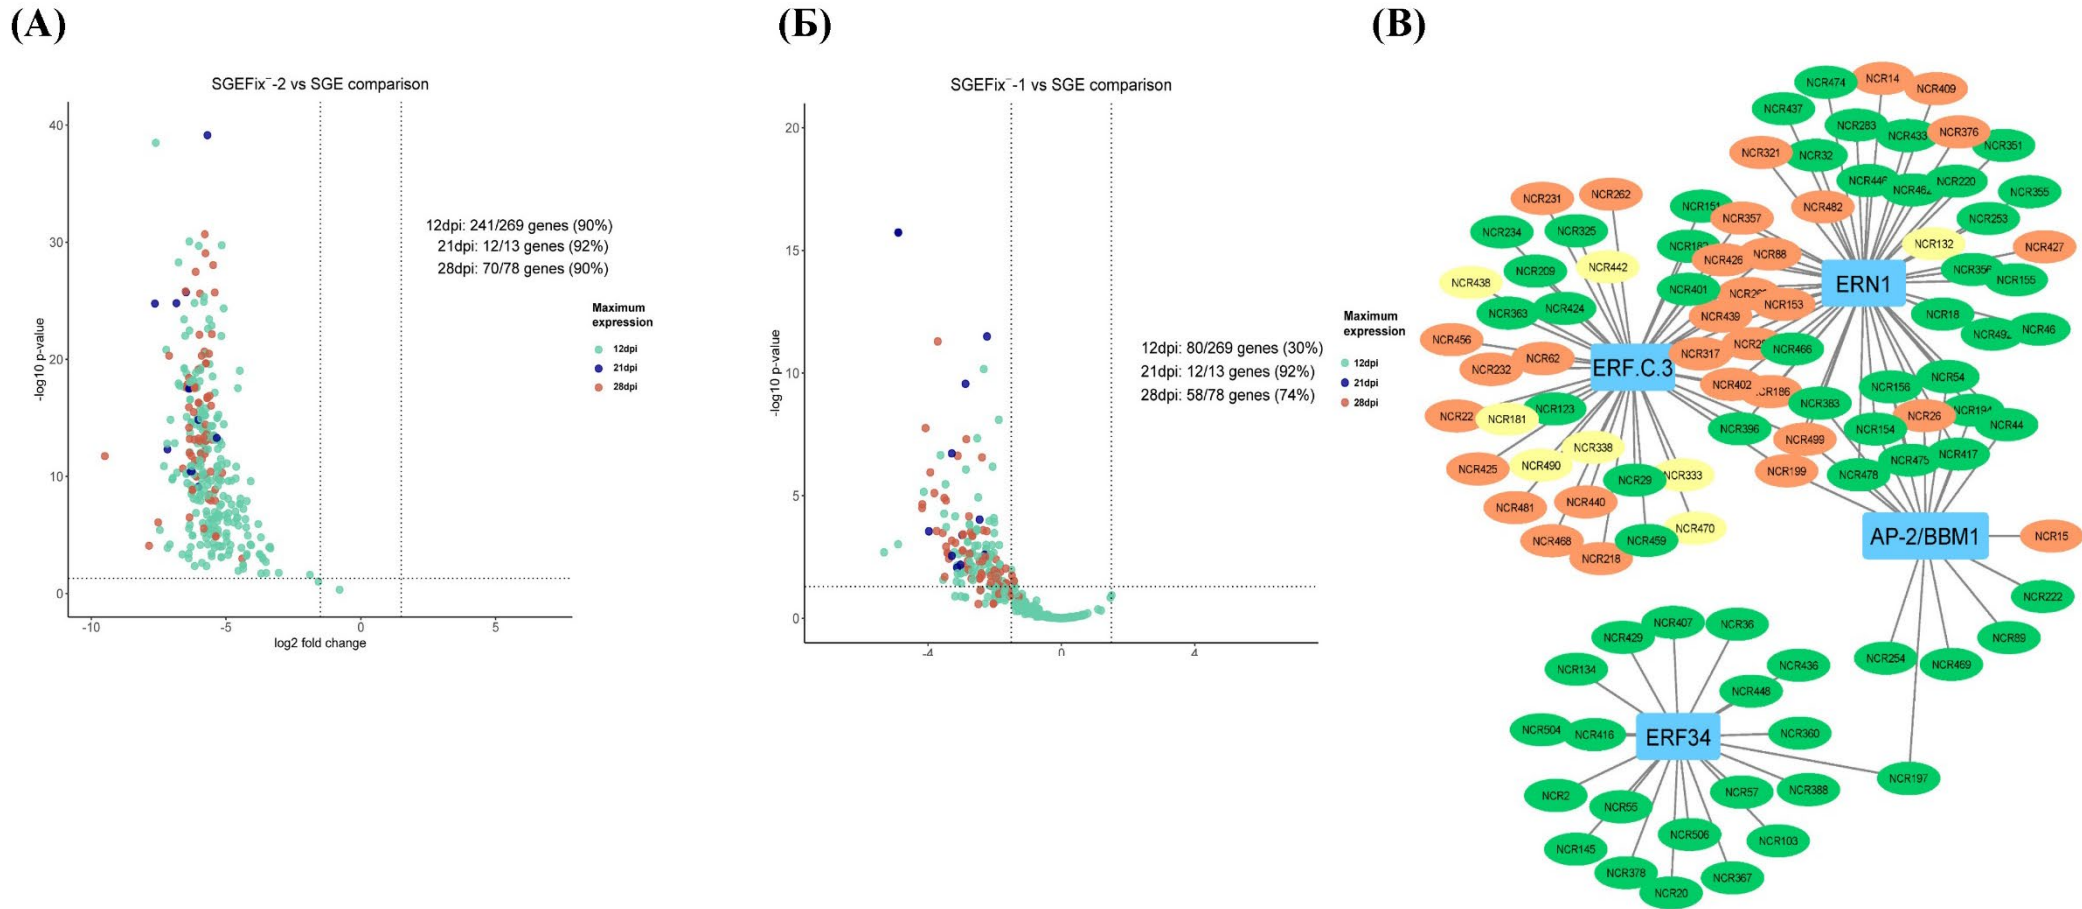 (А)
SGEFix⁻-2 vs SGE comparison
40
30
20
10
0
-log10 p-value
-10
-5
0
5
log2 fold change
12dpi: 241/269 genes (90%)
21dpi: 12/13 genes (92%)
28dpi: 70/78 genes (90%)
Maximum
expression
12dpi
21dpi
28dpi
(Б)
SGEFix⁻-1 vs SGE comparison
20
15
10
5
0
-log10 p-value
-4
0
4
12dpi: 80/269 genes (30%)
21dpi: 12/13 genes (92%)
28dpi: 58/78 genes (74%)
Maximum
expression
12dpi
21dpi
28dpi
(В)
NCR474
NCR14
NCR409
NCR437
NCR283
NCR433
NCR376
NCR351
NCR321
NCR32
NCR446
NCR220
NCR355
NCR482
NCR253
NCR132
NCR427
NCR356
NCR155
ERN1
NCR18
NCR492
NCR46
NCR231
NCR262
NCR151
NCR357
NCR234
NCR325
NCR426
NCR88
NCR209
NCR442
NCR438
NCR401
NCR153
NCR363
NCR424
NCR439
NCR456
NCR62
NCR232
ERF.C.3
NCR317
NCR466
NCR402
NCR22
NCR181
NCR123
NCR396
NCR383
NCR499
NCR199
NCR156
NCR54
NCR26
NCR194
NCR44
NCR154
NCR475
NCR417
NCR478
NCR425
NCR490
NCR338
NCR29
NCR333
NCR481
NCR440
NCR470
NCR468
NCR459
NCR218
AP-2/BBM1
NCR15
NCR222
NCR89
NCR254
NCR469
NCR197
NCR407
NCR36
NCR429
NCR134
NCR436
NCR448
NCR504
NCR416
ERF34
NCR360
NCR2
NCR55
NCR57
NCR388
NCR506
NCR103
NCR145
NCR378
NCR20
NCR367